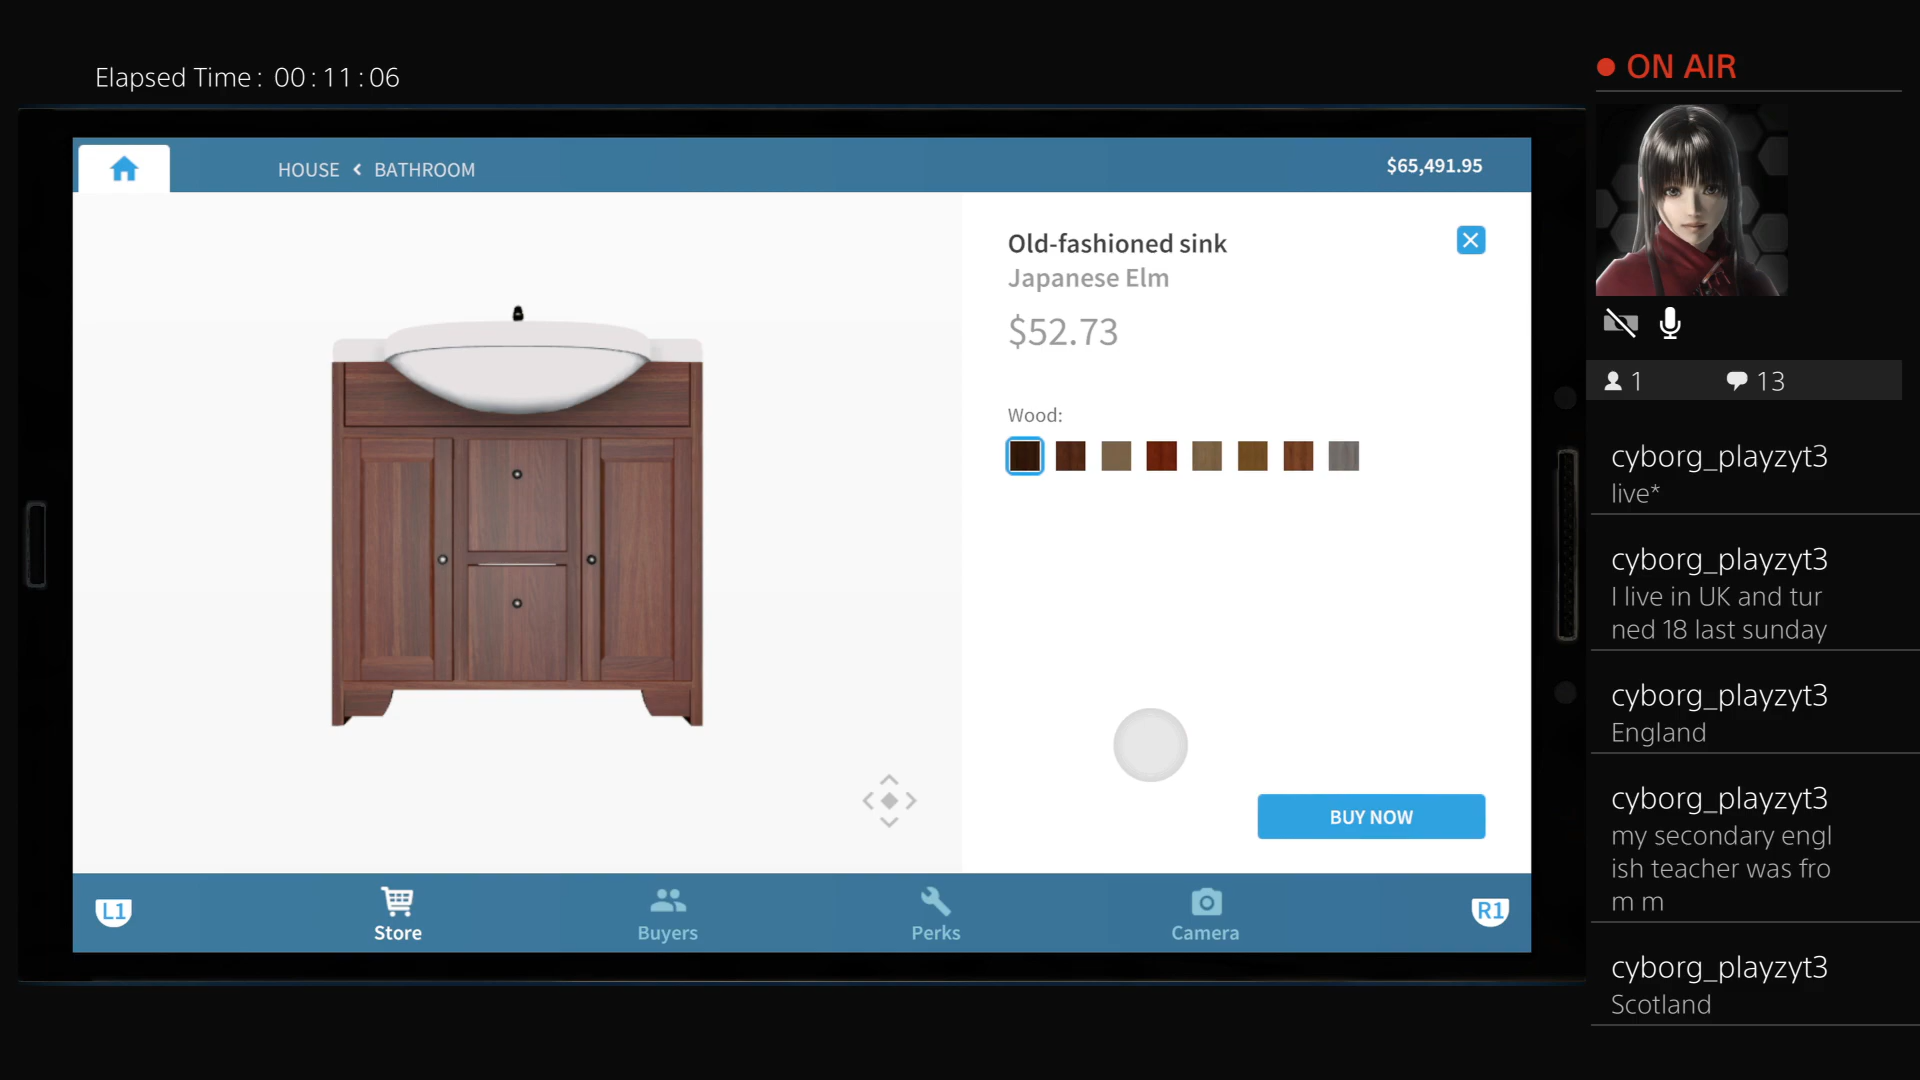 Elapsed Time: 00:11:06
ON AIR
HOUSE < BATHROOM
$65,491.95
Old-fashioned sink
Japanese Elm
$52.73
Wood:
BUY NOW
L1
Store
Buyers
Perks
Camera
R1
1
13
cyborg_playzyt3
live*
cyborg_playzyt3
I live in UK and tur
ned 18 last sunday
cyborg_playzyt3
England
cyborg_playzyt3
my secondary engl
ish teacher was fro
m m
cyborg_playzyt3
Scotland